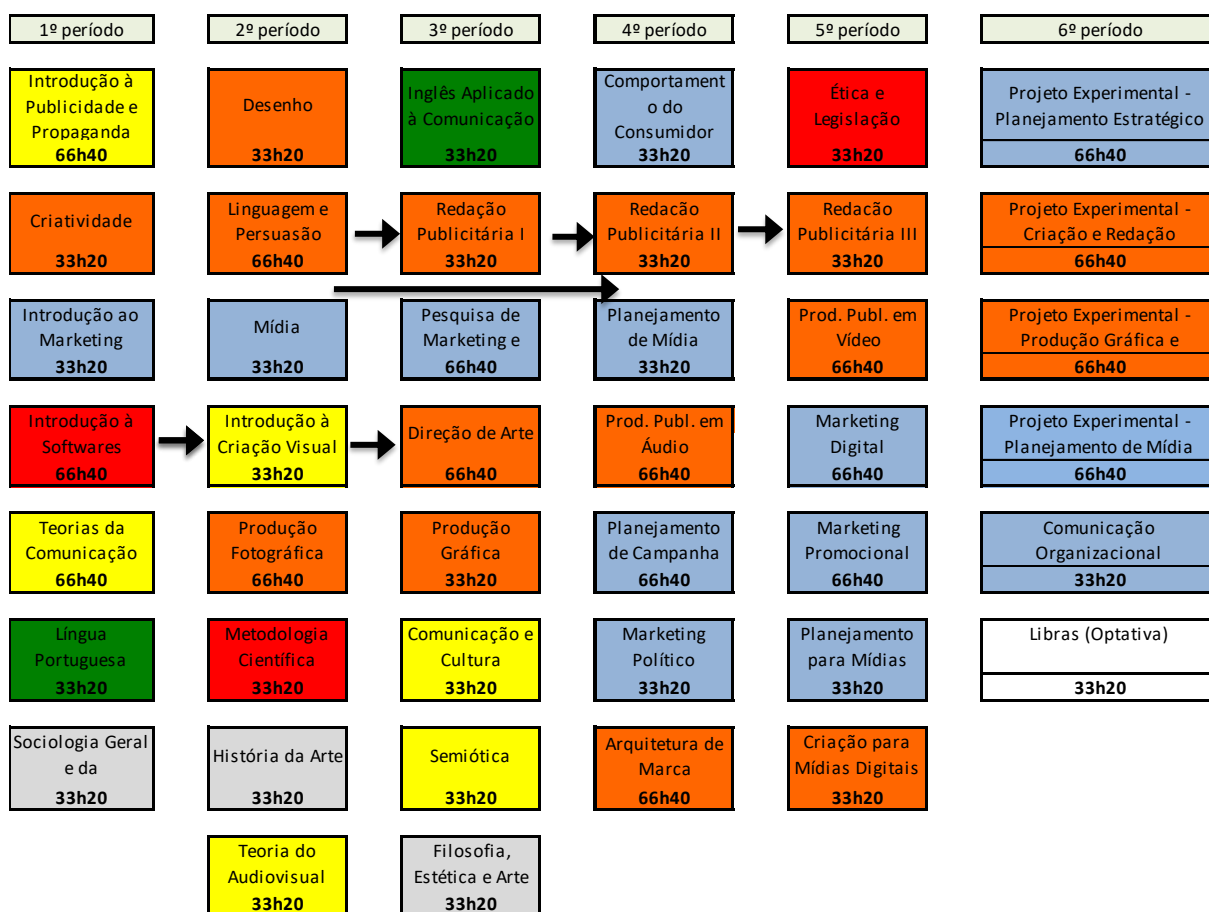 1º período
2º período
3º período
4º período
5º período
6º período
Introdução à
Publicidade e
Propaganda
66h40
Desenho
33h20
Inglês Aplicado
à Comunicação
33h20
Comportament
o do
Consumidor
33h20
Ética e
Legislação
33h20
Projeto Experimental -
Planejamento Estratégico
66h40
Criatividade
33h20
Linguagem e
Persuasão
66h40
Redação
Publicitária I
33h20
Redacão
Publicitária II
33h20
Redacão
Publicitária III
33h20
Projeto Experimental -
Criação e Redação
66h40
Introdução ao
Marketing
33h20
Mídia
33h20
Pesquisa de
Marketing e
66h40
Planejamento
de Mídia
33h20
Prod. Publ. em
Vídeo
66h40
Projeto Experimental -
Produção Gráfica e
66h40
Introdução à
Softwares
66h40
Introdução à
Criação Visual
33h20
Direção de Arte
66h40
Prod. Publ. em
Áudio
66h40
Marketing
Digital
66h40
Projeto Experimental -
Planejamento de Mídia
66h40
Teorias da
Comunicação
66h40
Produção
Fotográfica
66h40
Produção
Gráfica
33h20
Planejamento
de Campanha
66h40
Marketing
Promocional
66h40
Comunicação
Organizacional
33h20
Língua
Portuguesa
33h20
Metodologia
Científica
33h20
Comunicação e
Cultura
33h20
Marketing
Político
33h20
Planejamento
para Mídias
33h20
Libras (Optativa)
33h20
Sociologia Geral
e da
33h20
História da Arte
33h20
Semiótica
33h20
Arquitetura de
Marca
66h40
Criação para
Mídias Digitais
33h20
Teoria do
Audiovisual
33h20
Filosofia,
Estética e Arte
33h20